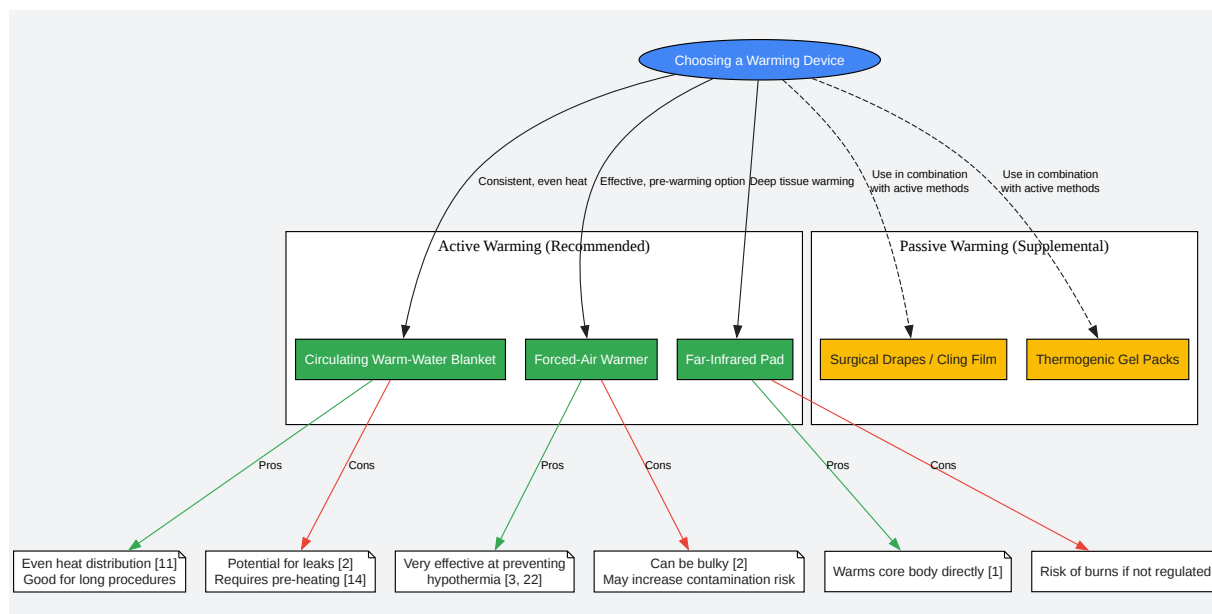 Choosing a Warming Device
Consistent, even heat
Effective, pre-warming option
Deep tissue warming
Use in combination
with active methods
Use in combination
with active methods
Active Warming (Recommended)
Passive Warming (Supplemental)
Circulating Warm-Water Blanket
Forced-Air Warmer
Far-Infrared Pad
Surgical Drapes / Cling Film
Thermogenic Gel Packs
Pros
Cons
Pros
Cons
Pros
Cons
Even heat distribution [11]
Good for long procedures
Potential for leaks [2]
Requires pre-heating [14]
Very effective at preventing
hypothermia [3, 22]
Can be bulky [2]
May increase contamination risk
Warms core body directly [1]
Risk of burns if not regulated